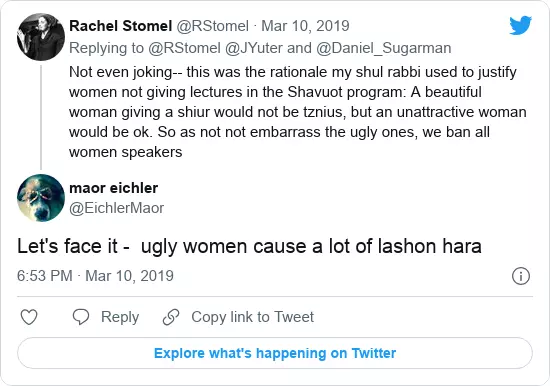 Rachel Stomel @RStomel · Mar 10, 2019
Replying to @RStomel @JYuter and @Daniel_Sugarman
Not even joking-- this was the rationale my shul rabbi used to justify
women not giving lectures in the Shavuot program: A beautiful
woman giving a shiur would not be tznius, but an unattractive woman
would be ok. So as not not embarrass the ugly ones, we ban all
women speakers
maor eichler
@EichlerMaor
Let's face it -  ugly women cause a lot of lashon hara
6:53 PM · Mar 10, 2019
Reply
Copy link to Tweet
Explore what's happening on Twitter